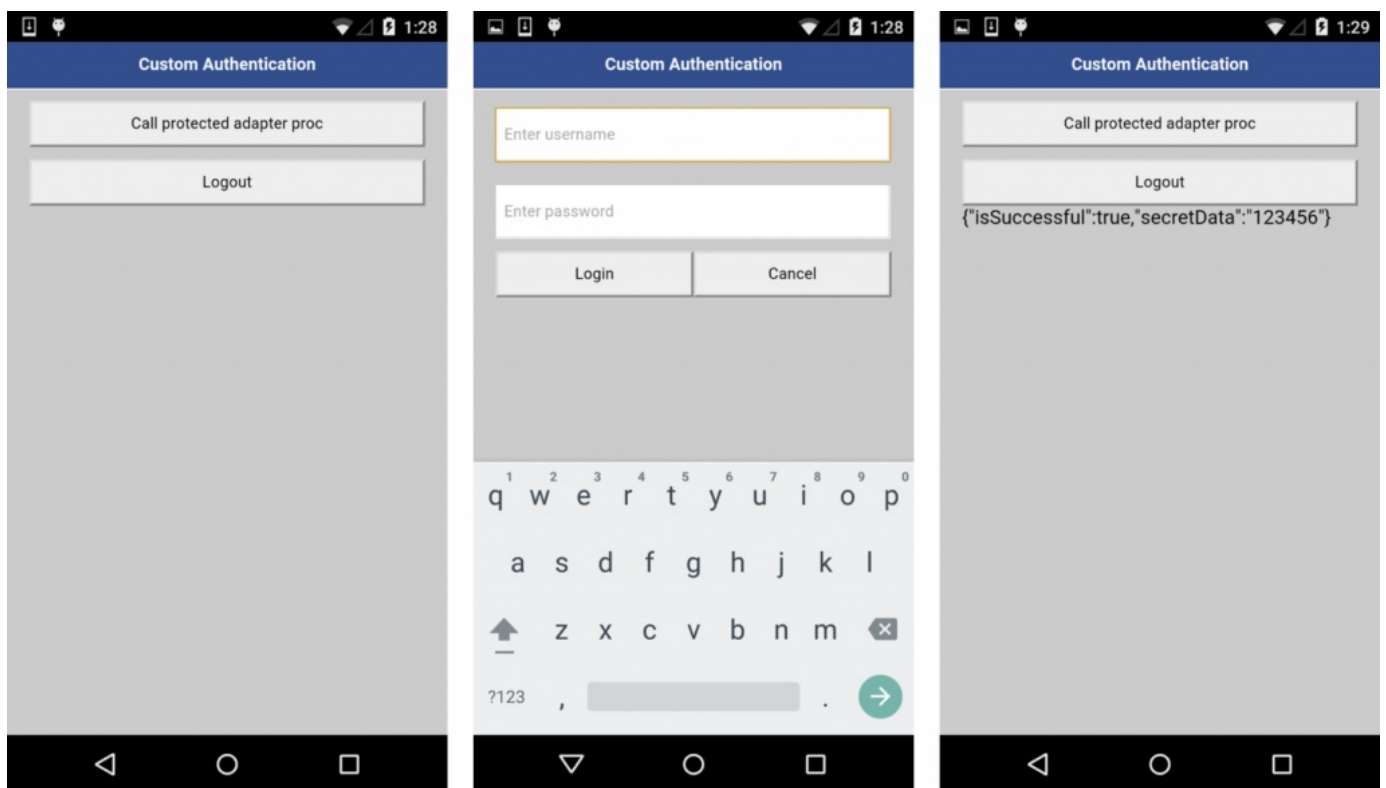 1:28
Custom Authentication
Call protected adapter proc
Logout
1:28
Custom Authentication
Enter username
Enter password
Login Cancel
1 2 3 4 5 6 7 8 9 0
q w e r t y u i o p
a s d f g h j k l
z x c v b n m
?123 , .
1:29
Custom Authentication
Call protected adapter proc
Logout
{"isSuccessful":true,"secretData":"123456"}